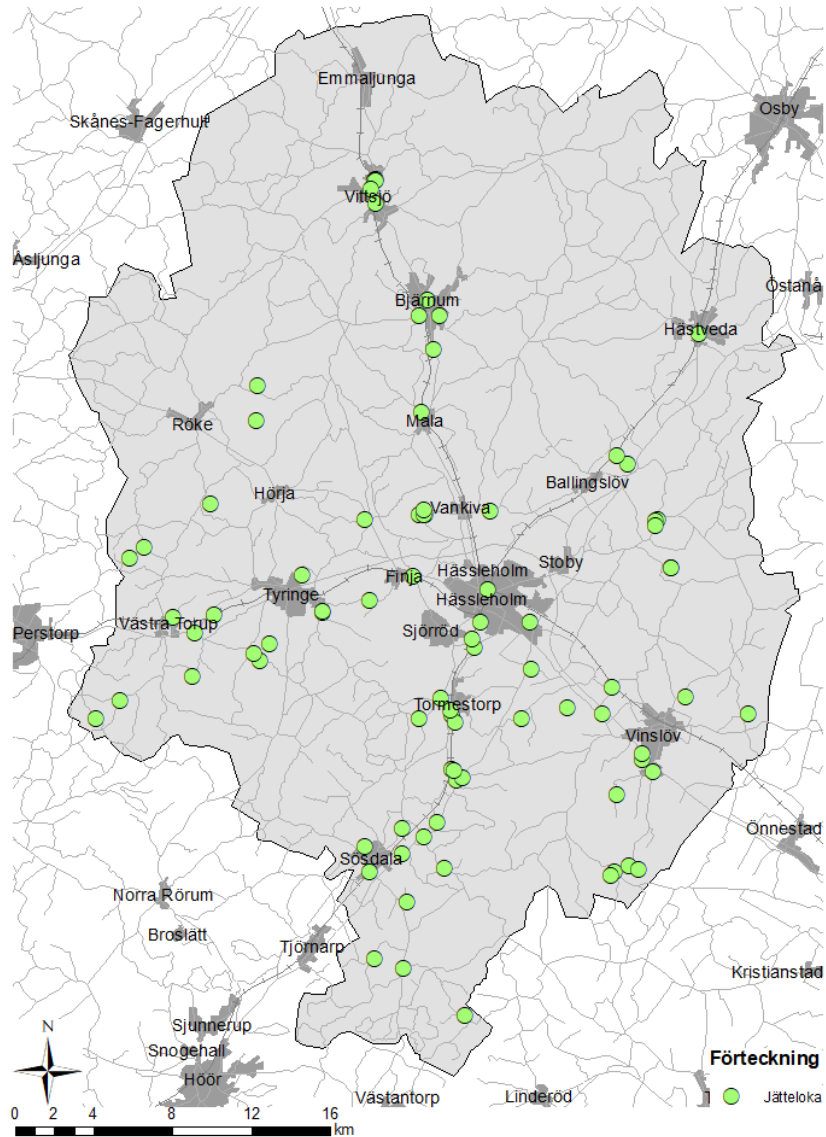 Emmaljunga
Osby
Skånes-Fagerhult
Vittsjö
Åsljunga
Östanå
Bjärnum
Hästveda
Röke
Mala
Ballingslöv
Hörja
Vankiva
Stoby
Hässleholm
Finja
Tyringe
Hässleholm
Perstorp
Västra Torup
Sjörröd
Tormestorp
Vinslöv
Önnestad
Sösdala
Norra Rörum
Broslätt
Tjörnarp
Kristianstad
Sjunnerup
N
Snogehall
Förteckning
Höör
Västantorp
Linderöd
T
Jätteloka
0 2 4 8 12 16
km